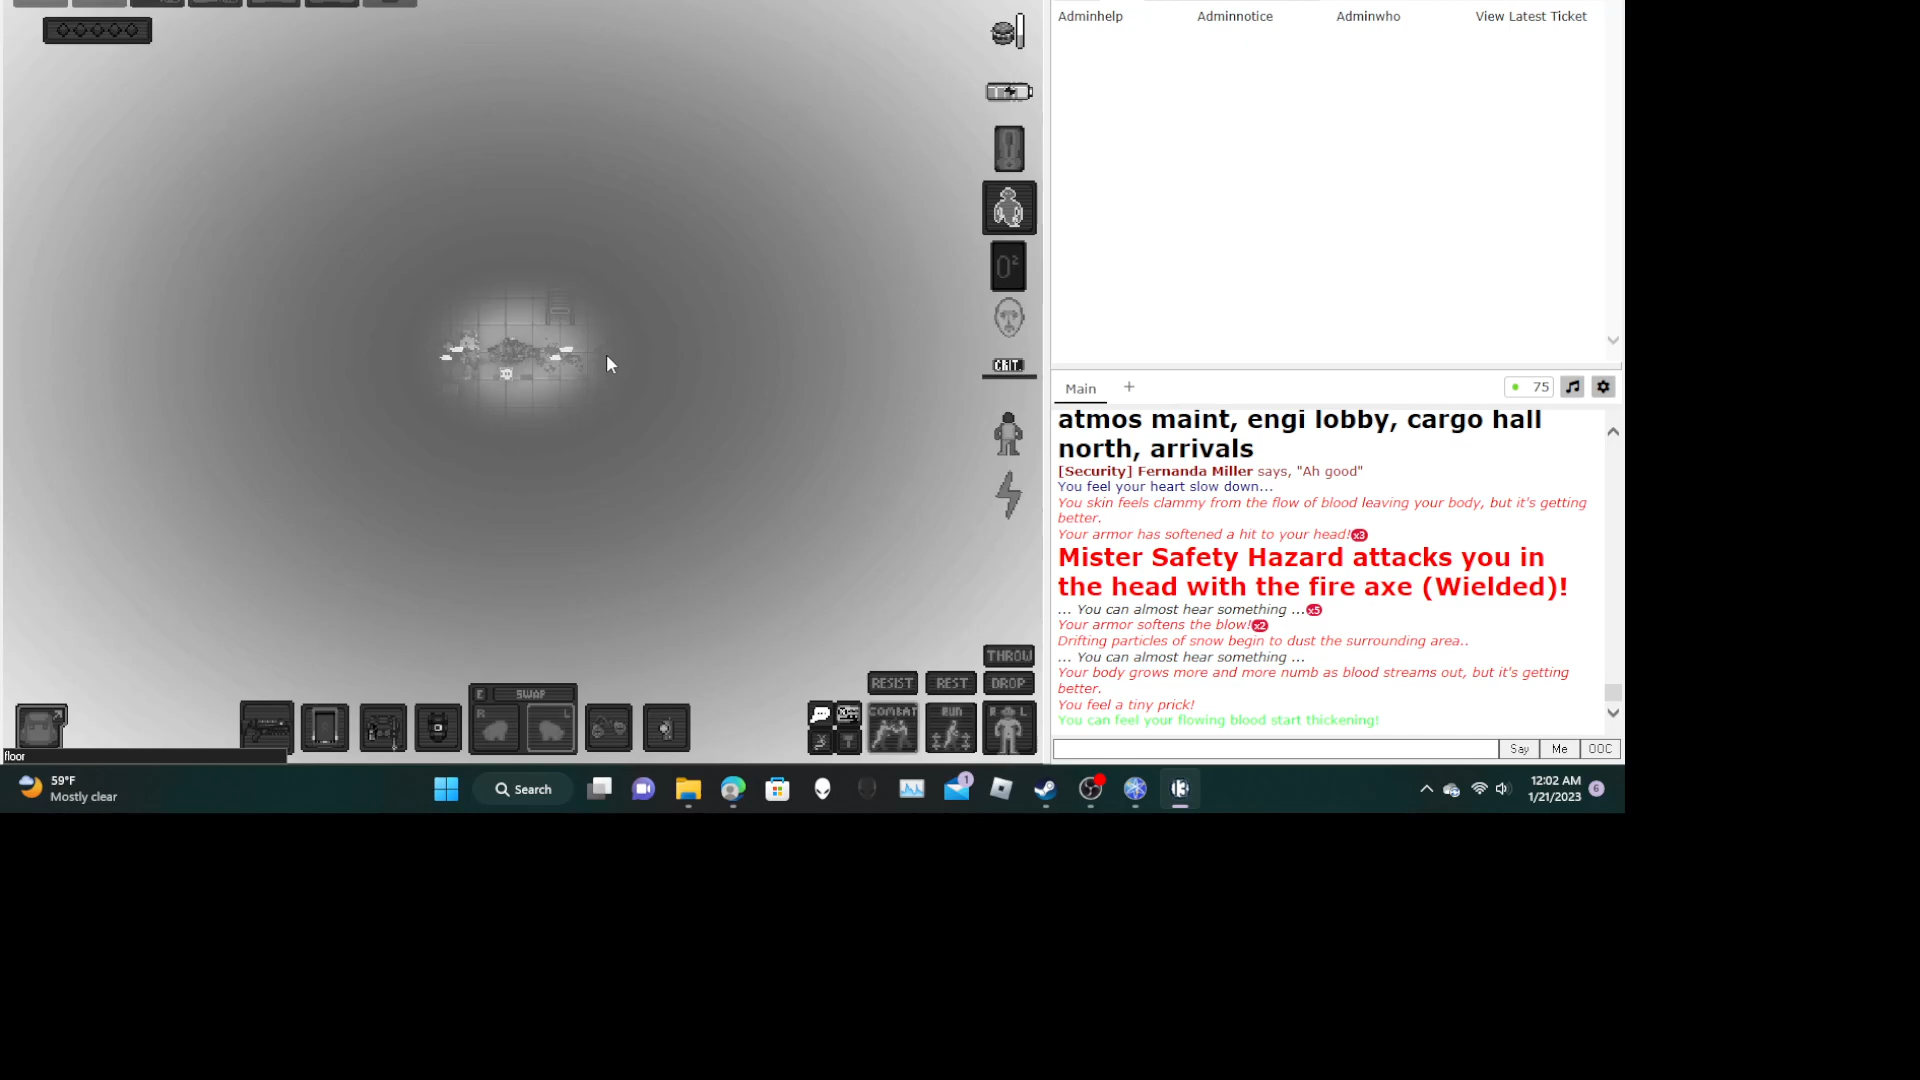 Adminhelp Adminnotice Adminwho View Latest Ticket
O²
CRIT.
Main + 75
atmos maint, engi lobby, cargo hall
north, arrivals
[Security] Fernanda Miller says, "Ah good"
You feel your heart slow down...
You skin feels clammy from the flow of blood leaving your body, but it's getting
better.
Your armor has softened a hit to your head! x3
Mister Safety Hazard attacks you in
the head with the fire axe (Wielded)!
... You can almost hear something ... x5
Your armor softens the blow! x2
Drifting particles of snow begin to dust the surrounding area..
... You can almost hear something ...
Your body grows more and more numb as blood streams out, but it's getting
better.
You feel a tiny prick!
You can feel your flowing blood start thickening!
THROW
RESIST REST DROP
E SWAP
R L
COMBAT RUN R L
floor
Say Me OOC
59°F
Mostly clear
Search
1
12:02 AM
1/21/2023
6